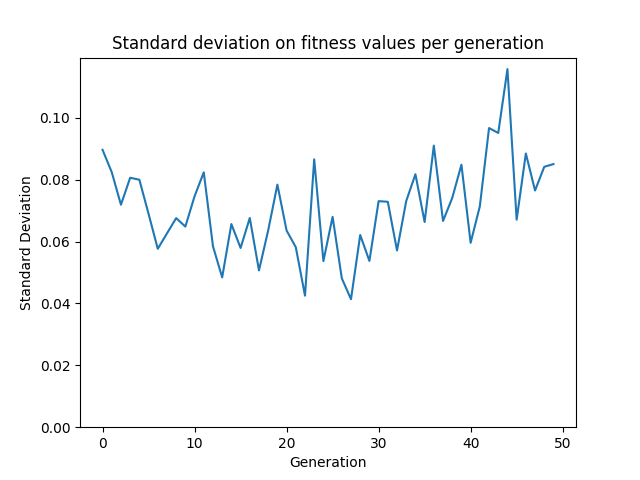 Standard deviation on fitness values per generation
0.10
0.08
0.06
0.04
0.02
0.00
Standard Deviation
0 10 20 30 40 50
Generation